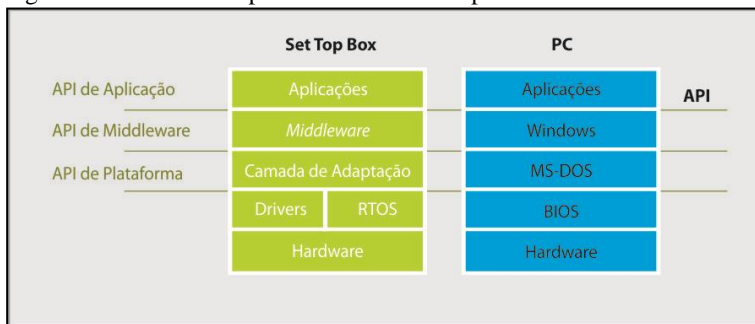 Set Top Box PC
API de Aplicação Aplicações Aplicações API
API de Middleware Middleware Windows
API de Plataforma Camada de Adaptação MS-DOS
Drivers RTOS BIOS
Hardware Hardware